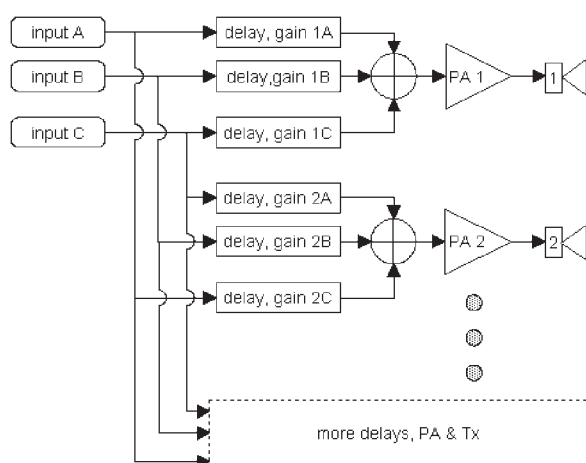 input A
delay, gain 1A
input B
delay,gain 1B
PA 1
1
input C
delay, gain 1C
delay, gain 2A
delay, gain 2B
PA 2
2
delay, gain 2C
more delays, PA & Tx